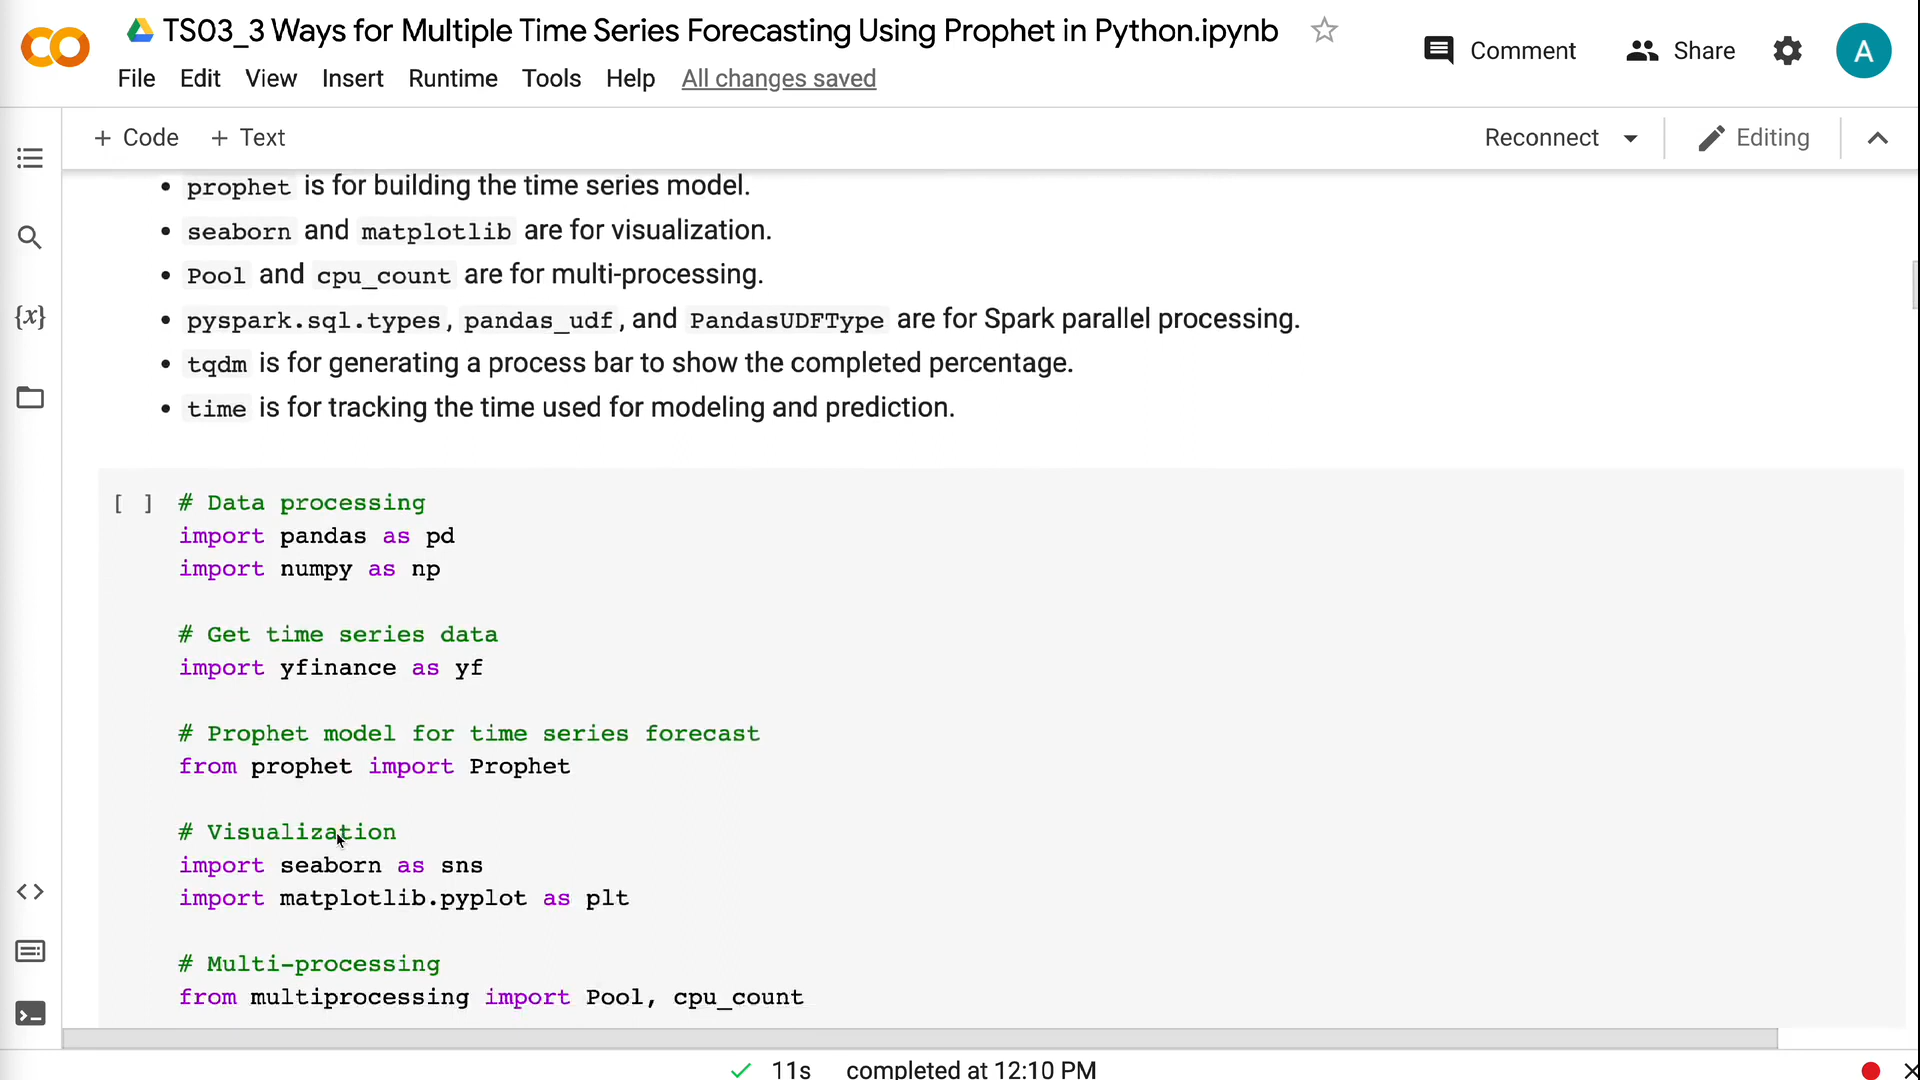 TS03_3 Ways for Multiple Time Series Forecasting Using Prophet in Python.ipynb
Comment
Share
A
File Edit View Insert Runtime Tools Help All changes saved
+ Code + Text
Reconnect
Editing
• prophet is for building the time series model.
• seaborn and matplotlib are for visualization.
• Pool and cpu_count are for multi-processing.
• pyspark.sql.types, pandas_udf, and PandasUDFType are for Spark parallel processing.
• tqdm is for generating a process bar to show the completed percentage.
• time is for tracking the time used for modeling and prediction.
[ ] # Data processing
import pandas as pd
import numpy as np
# Get time series data
import yfinance as yf
# Prophet model for time series forecast
from prophet import Prophet
# Visualization
import seaborn as sns
import matplotlib.pyplot as plt
# Multi-processing
from multiprocessing import Pool, cpu_count
11s completed at 12:10 PM